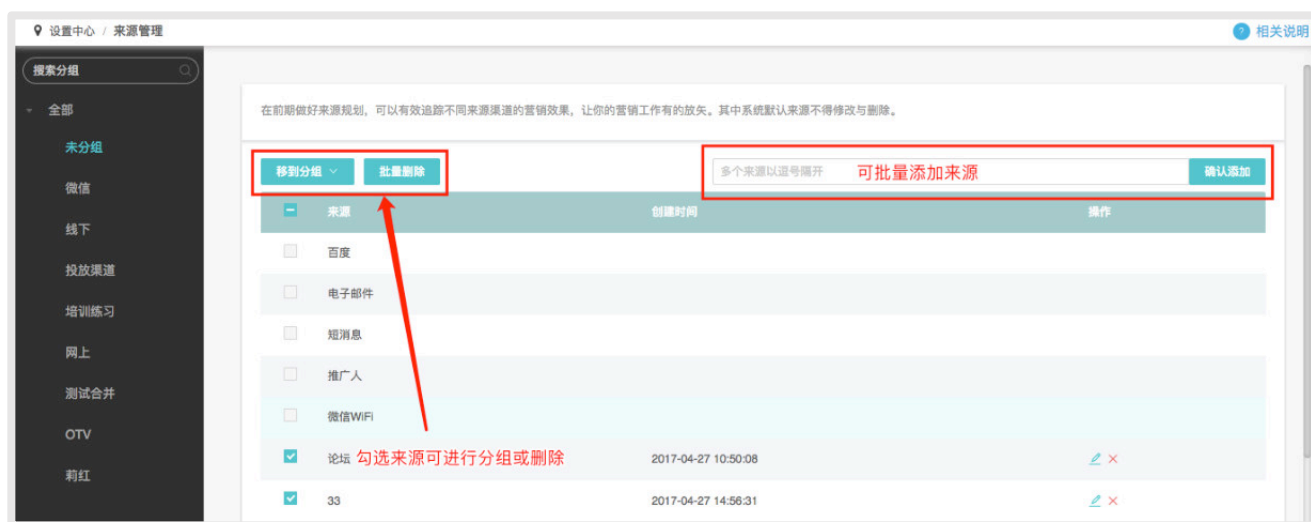 设置中心 / 来源管理
? 相关说明
搜索分组
全部
未分组
微信
线下
投放渠道
培训练习
网上
测试合并
OTV
莉红
在前期做好来源规划，可以有效追踪不同来源渠道的营销效果，让你的营销工作有的放矢。其中系统默认来源不得修改与删除。
移到分组 批量删除 多个来源以逗号隔开 可批量添加来源 确认添加
来源 创建时间 操作
百度
电子邮件
短消息
推广人
微信WiFi
论坛 勾选来源可进行分组或删除 2017-04-27 10:50:08
33 2017-04-27 14:56:31